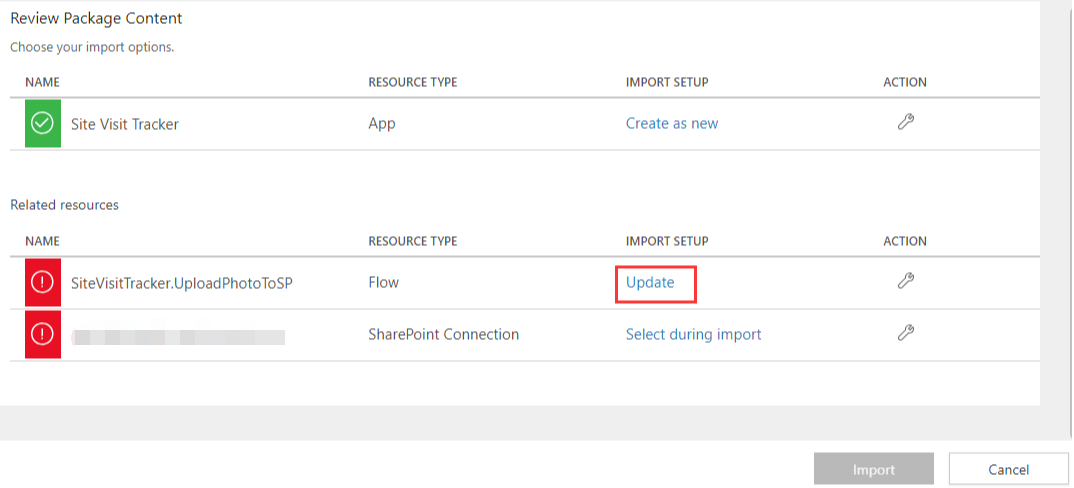 Review Package Content
Choose your import options.
NAME RESOURCE TYPE IMPORT SETUP ACTION
Site Visit Tracker App Create as new
Related resources
NAME RESOURCE TYPE IMPORT SETUP ACTION
SiteVisitTracker.UploadPhotoToSP Flow Update
SharePoint Connection Select during import
Import Cancel